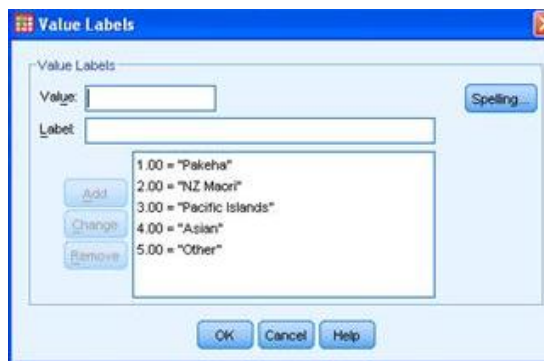 Value Labels
Value Labels
Value:
Spelling...
Label:
1.00 = "Pakeha"
2.00 = "NZ Maori"
3.00 = "Pacific Islands"
4.00 = "Asian"
5.00 = "Other"
Add
Change
Remove
OK Cancel Help